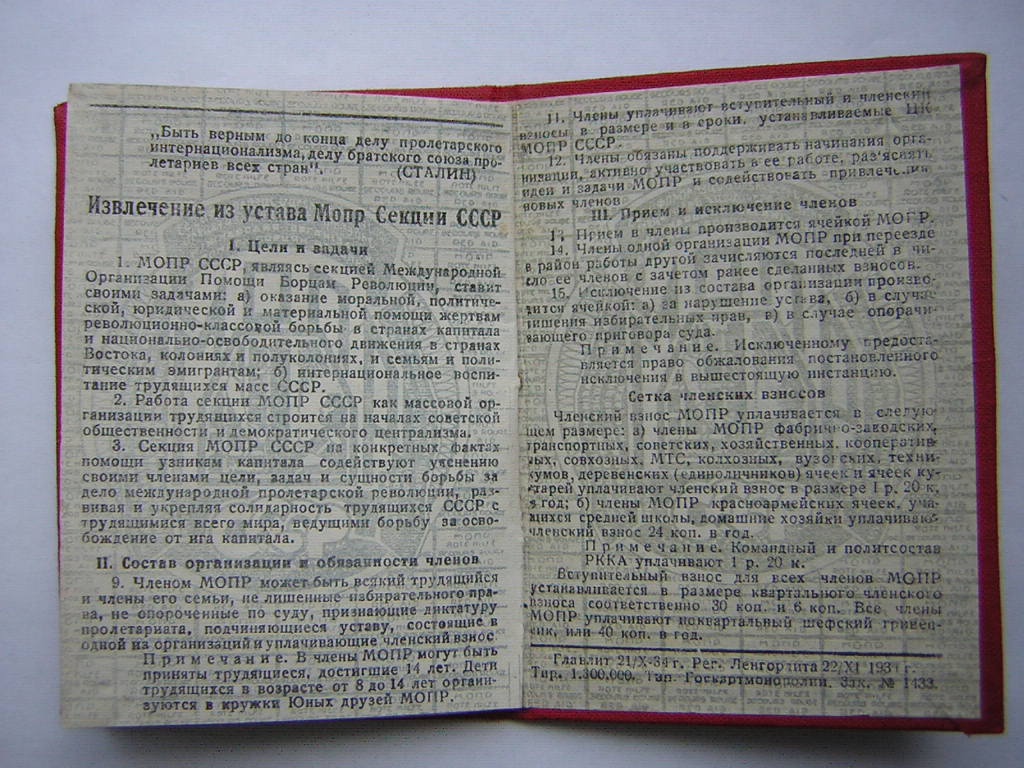 „Быть верным до конца делу пролетарского
интернационализма, делу братского союза про-
летариев всех стран".
(СТАЛИН)
Извлечение из устава Мопр Секции СССР
I. Цели и задачи
1. МОПР СССР, являясь секцией Международной
Организации Помощи Борцам Революции, ставит
своими задачами: а) оказание моральной, политиче-
ской, юридической и материальной помощи жертвам
революционно-классовой борьбы в странах капитала
и национально-освободительного движения в странах
Востока, колониях и полуколониях, и семьям и поли-
тическим эмигрантам; б) интернациональное воспи-
тание трудящихся масс СССР.
2. Работа секции МОПР СССР как массовой ор-
ганизации трудящихся строится на началах советской
общественности и демократического централизма.
3. Секция МОПР СССР на конкретных фактах
помощи узникам капитала содействуют уяснению
своими членами цели, задач и сущности борьбы за
дело международной пролетарской революции, раз-
вивая и укрепляя солидарность трудящихся СССР с
трудящимися всего мира, ведущими борьбу за осво-
бождение от ига капитала.
II. Состав организации и обязанности членов
9. Членом МОПР может быть всякий трудящийся
и члены его семьи, не лишенные избирательного пра-
ва, не опороченные по суду, признающие диктатуру
пролетариата, подчиняющиеся уставу, состоящие в
одной из организаций и уплачивающие членский взнос
Примечание. В члены МОПР могут быть
приняты трудящиеся, достигшие 14 лет. Дети
трудящихся в возрасте от 8 до 14 лет органи-
зуются в кружки Юных друзей МОПР.
11. Члены уплачивают вступительный и членский
взносы в размере и в сроки, устанавливаемые ЦК
МОПР СССР.
12. Члены обязаны поддерживать начинания орга-
низации, активно участвовать в ее работе, раз'яснять
идеи и задачи МОПР и содействовать привлечении
новых членов
III. Прием и исключение членов
13. Прием в члены производится ячейкой МОПР.
14. Члены одной организации МОПР при переезде
в район работы другой зачисляются последней в чи-
сло ее членов с зачетом ранее сделанных взносов.
15. Исключение из состава организации произво-
дится ячейкой: а) за нарушение устава, б) в случае
лишения избирательных прав, в) в случае опорачи-
вающего приговора суда.
Примечание. Исключенному предоста-
вляется право обжалования постановленного
исключения в вышестоящую инстанцию.
Сетка членских взносов
Членский взнос МОПР уплачивается в следую-
щем размере: а) члены МОПР фабрично-заводских,
транспортных, советских, хозяйственных, кооператив-
ных, совхозных, МТС, колхозных, вузовских, техни-
кумов, деревенских (единоличников) ячеек и ячеек ку-
старей уплачивают членский взнос в размере 1 р. 20 к.
в год; б) члены МОПР красноармейских ячеек, уча-
щихся средней школы, домашние хозяйки уплачивают
членский взнос 24 коп. в год.
Примечание. Командный и политсостав
РККА уплачивают 1 р. 20 к.
Вступительный взнос для всех членов МОПР
устанавливается в размере квартального членского
взноса соответственно 30 коп. и 6 коп. Все члены
МОПР уплачивают поквартальный шефский гривен-
ник, или 40 коп. в год.
Главлит 21/X-34 г. Рег. Ленгорлита 22/XI 1934 г.
Тир. 1.300.000. Тип. Госкартмонополии. Зак. № 1433.